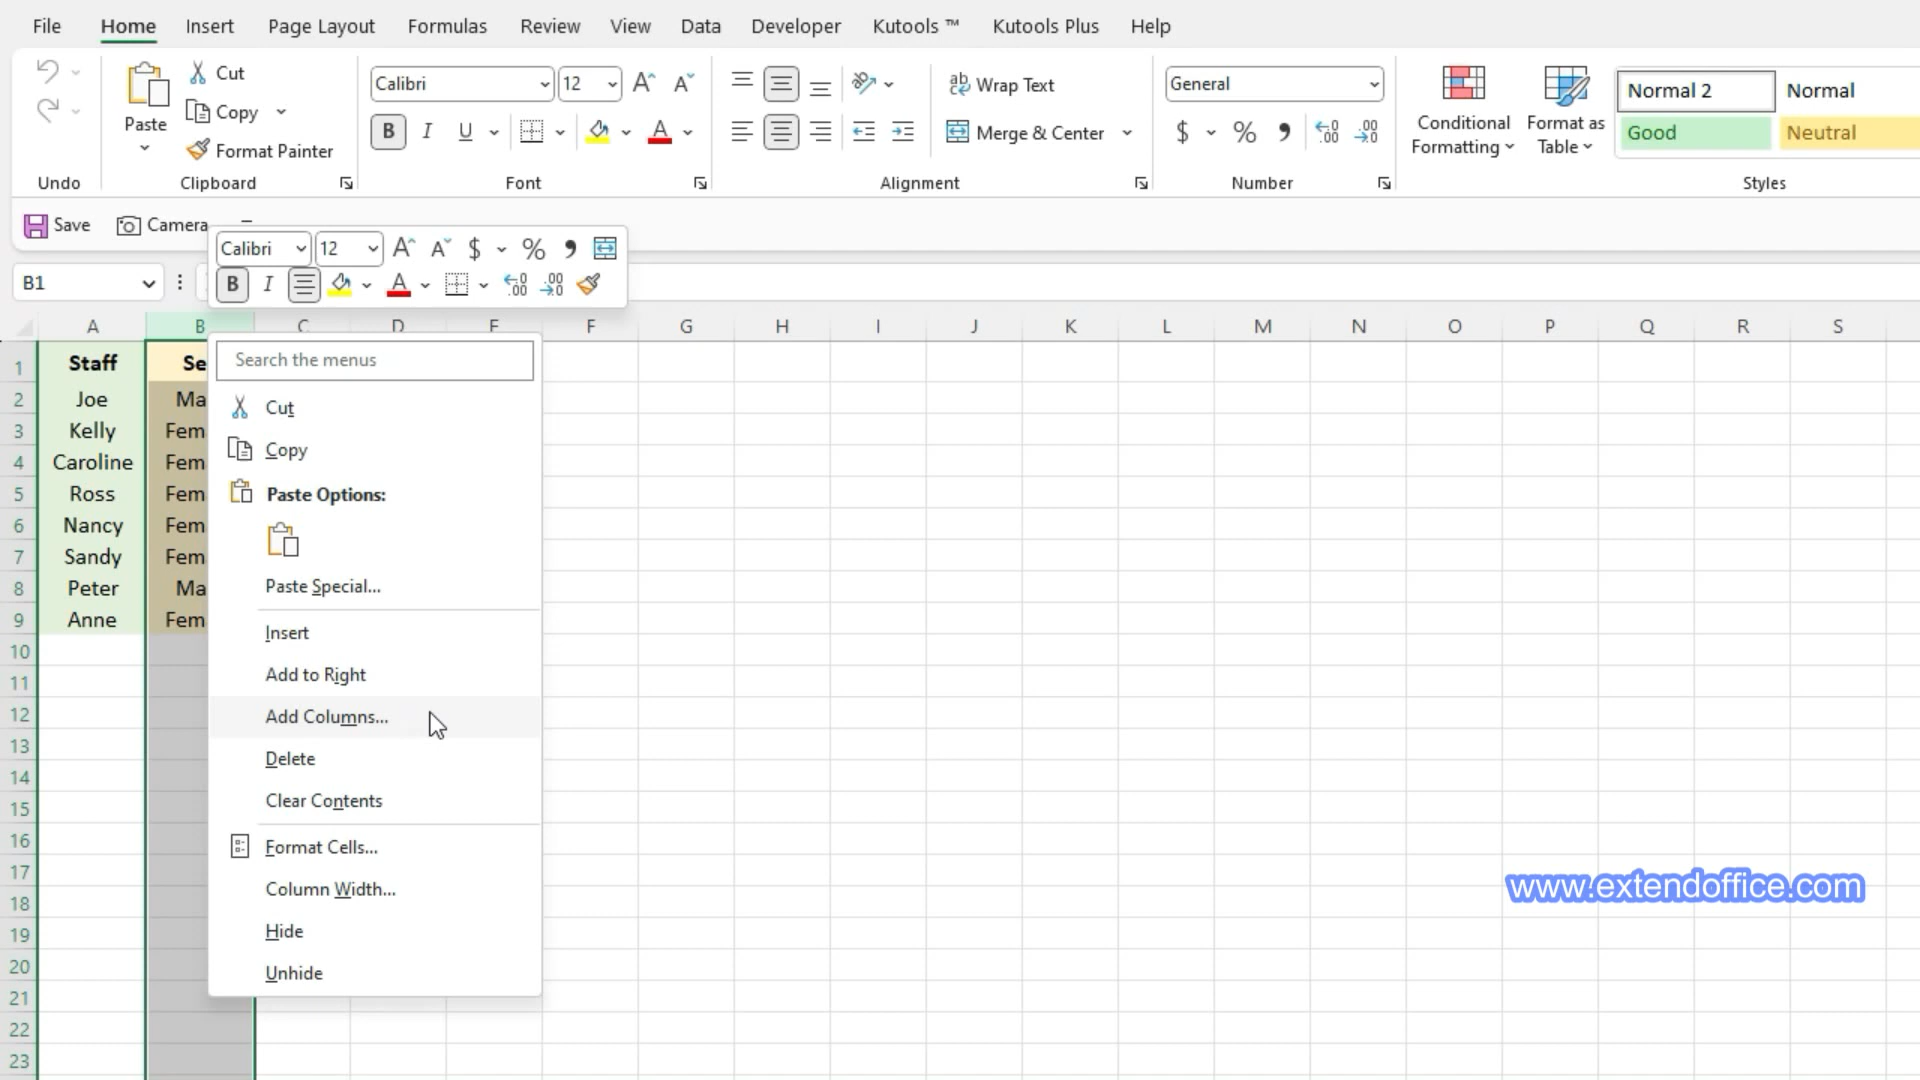 File Home Insert Page Layout Formulas Review View Data Developer Kutools ™ Kutools Plus Help
Cut
Calibri 12 A A ab Wrap Text General Normal 2 Normal
Paste Copy Conditional Format as
Formatting Table
B I U A Merge & Center $ % Good Neutral
Format Painter
Undo Clipboard Font Alignment Number Styles
Save Camera
Calibri 12 A A $ %
B1
B I A
A B C D E F G H I J K L M N O P Q R S
1 Staff Se
2 Joe Ma
3 Kelly Fem
4 Caroline Fem
5 Ross Fem
6 Nancy Fem
7 Sandy Fem
8 Peter Ma
9 Anne Fem
10
11
12
13
14
15
16
17
18
19
20
21
22
23
Search the menus
Cut
Copy
Paste Options:
Paste Special...
Insert
Add to Right
Add Columns...
Delete
Clear Contents
Format Cells...
Column Width...
Hide
Unhide
www.extendoffice.com